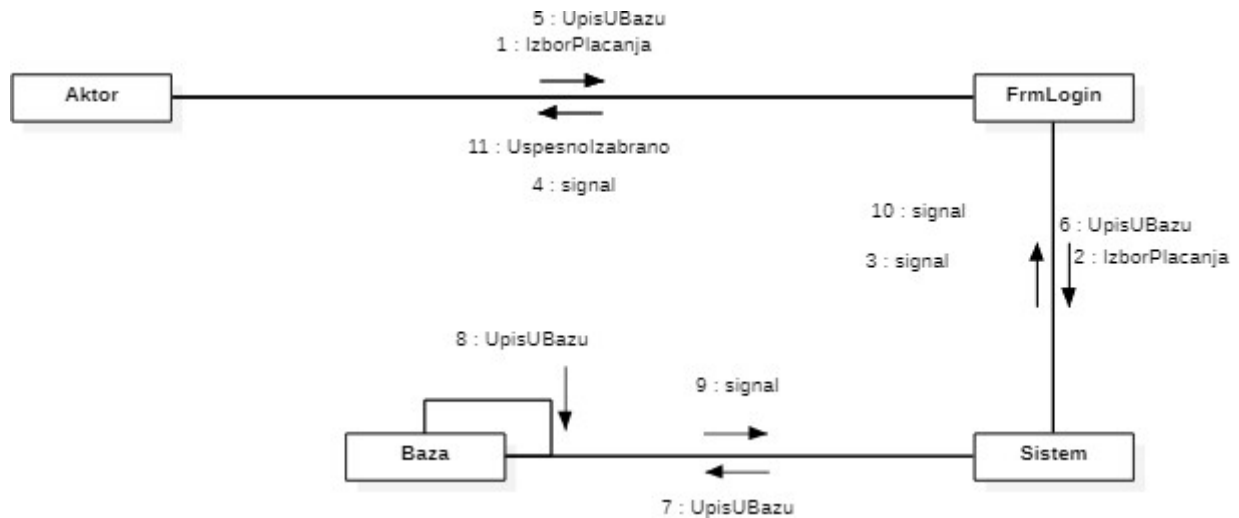 5 : UpisUBazu
1 : IzborPlacanja
Aktor
FrmLogin
11 : UspesnoIzabrano
4 : signal
10 : signal
6 : UpisUBazu
3 : signal
2 : IzborPlacanja
8 : UpisUBazu
9 : signal
Baza
Sistem
7 : UpisUBazu